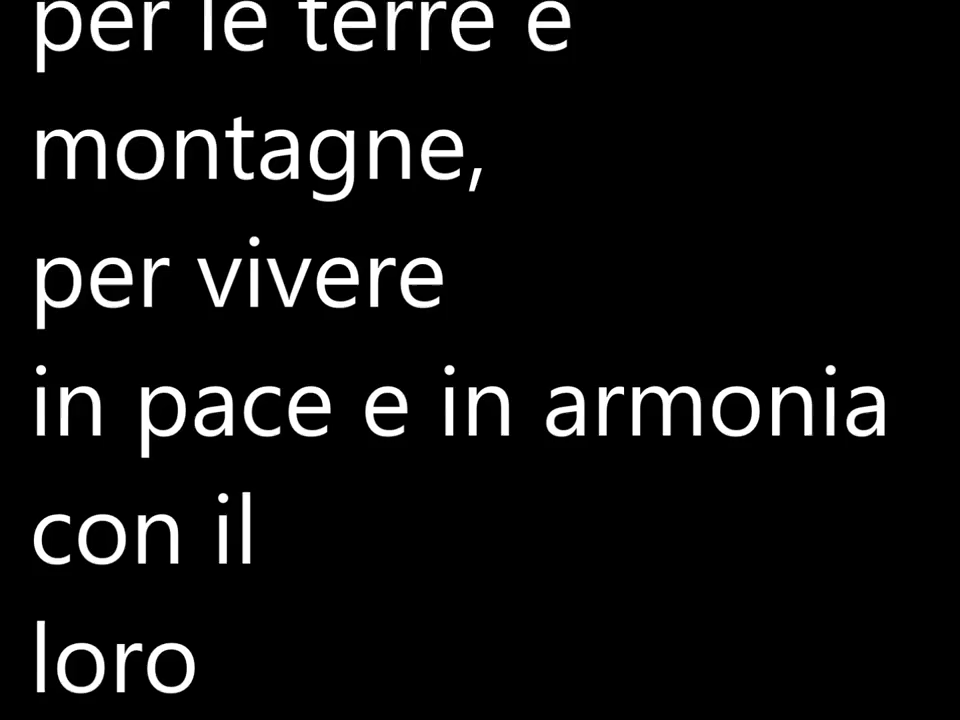 per le terre e
montagne,
per vivere
in pace e in armonia
con il
loro